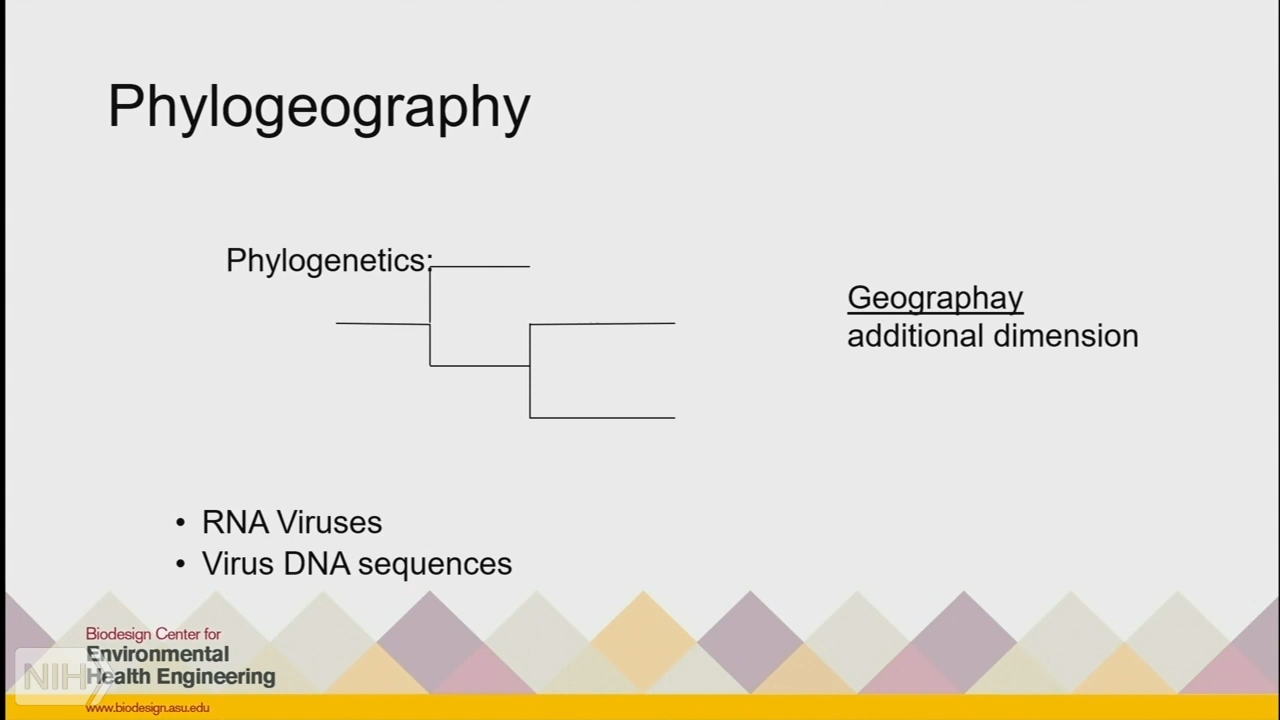 Phylogeography
Phylogenetics:
Geographay
additional dimension
• RNA Viruses
• Virus DNA sequences
Biodesign Center for
Environmental
Health Engineering
NIH
www.biodesign.asu.edu